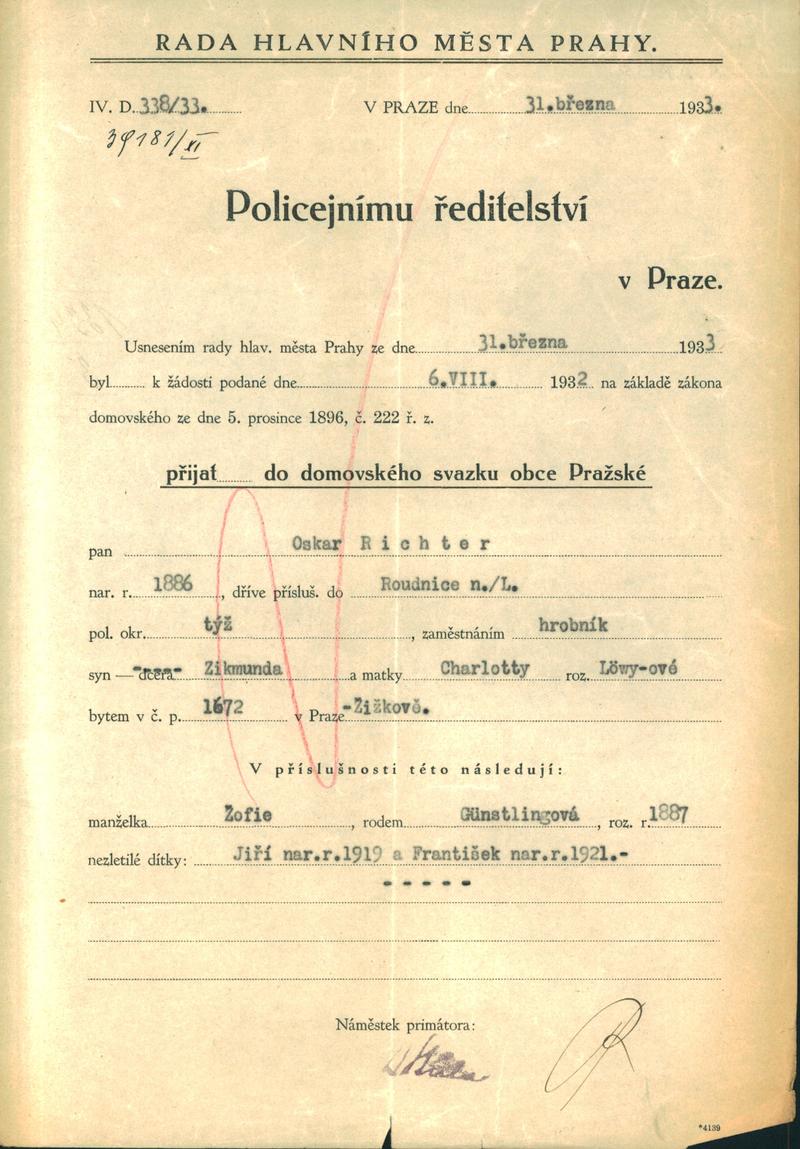 RADA HLAVNÍHO MĚSTA PRAHY.
IV. D. 338/33. V PRAZE dne 31.března 1933.
39181/XI
Policejnímu ředitelství
v Praze.
Usnesením rady hlav. města Prahy ze dne 31.března 1933
byl k žádosti podané dne 6.VIII. 1932 na základě zákona
domovského ze dne 5. prosince 1896, č. 222 ř. z.
přijat do domovského svazku obce Pražské
pan Oskar Richter
nar. r. 1886, dříve přísluš. do Roudnice n./L.
pol. okr. týž, zaměstnáním hrobník
syn — dcera Zikmunda a matky Charlotty roz. Löwy-ové
bytem v č. p. 1672 v Praze-Žižkově.
V příslušnosti této následují:
manželka Žofie, rodem Günstlingová, roz. r. 1887
nezletilé dítky: Jiří nar.r.1919 a František nar.r.1921.-
- - - - -
Náměstek primátora:
*4139